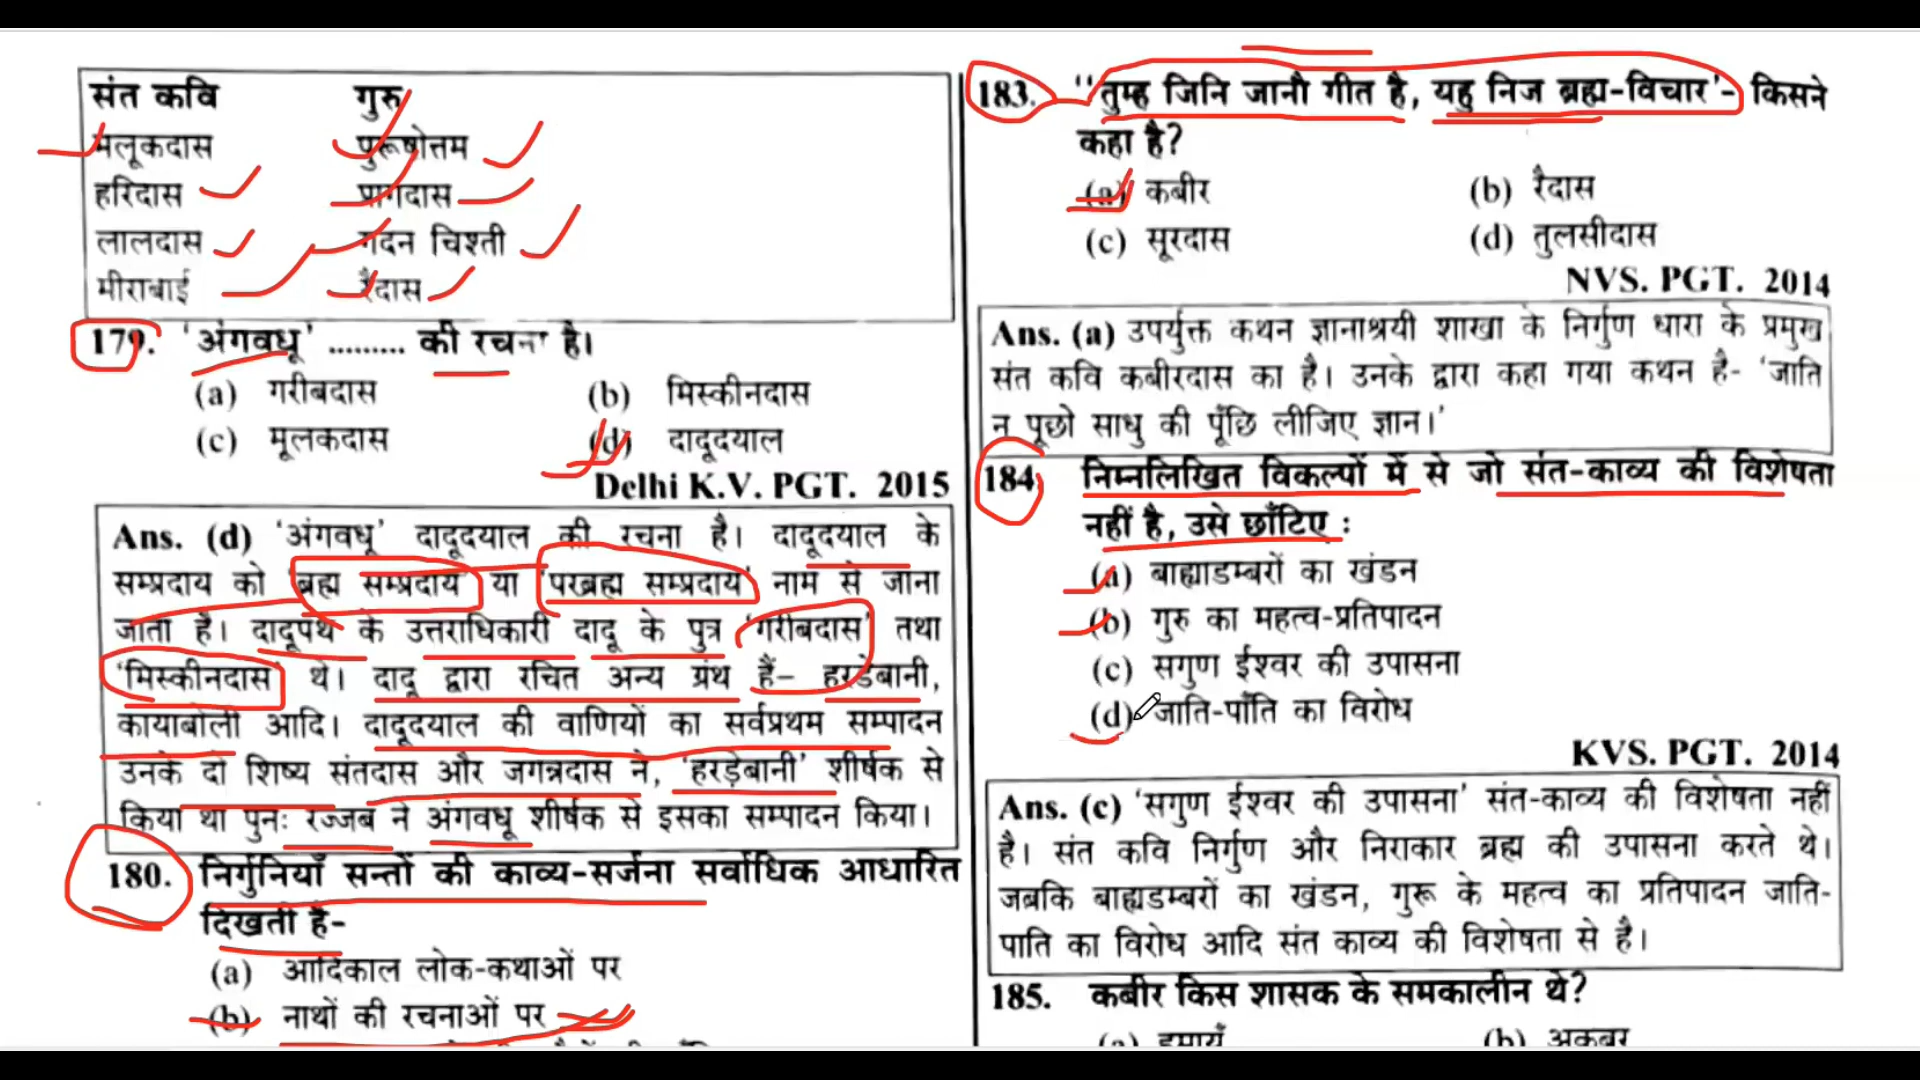 संत कवि गुरु
मलूकदास पुरूषोत्तम
हरिदास प्रागदास
लालदास गदन चिश्ती
मीराबाई रैदास
179. 'अंगवधू' ......... की रचना है।
(a) गरीबदास (b) मिस्कीनदास
(c) मूलकदास (d) दादूदयाल
Delhi K.V. PGT. 2015
Ans. (d) 'अंगवधू' दादूदयाल की रचना है। दादूदयाल के
सम्प्रदाय को 'ब्रह्म सम्प्रदाय' या 'परब्रह्म सम्प्रदाय' नाम से जाना
जाता है। दादूपंथ के उत्तराधिकारी दादू के पुत्र 'गरीबदास' तथा
'मिस्कीनदास' थे। दादू द्वारा रचित अन्य ग्रंथ हैं– हरडेबानी,
कायाबोली आदि। दादूदयाल की वाणियों का सर्वप्रथम सम्पादन
उनके दो शिष्य संतदास और जगन्नदास ने, 'हरड़ेबानी' शीर्षक से
किया था पुनः रज्जब ने अंगवधू शीर्षक से इसका सम्पादन किया।
180. निर्गुनियाँ सन्तों की काव्य-सर्जना सर्वाधिक आधारित
दिखती है-
(a) आदिकाल लोक-कथाओं पर
(b) नाथों की रचनाओं पर
183. ''तुम्ह जिनि जानौ गीत है, यहु निज ब्रह्म-विचार'- किसने
कहा है?
(a) कबीर (b) रैदास
(c) सूरदास (d) तुलसीदास
NVS. PGT. 2014
Ans. (a) उपर्युक्त कथन ज्ञानाश्रयी शाखा के निर्गुण धारा के प्रमुख
संत कवि कबीरदास का है। उनके द्वारा कहा गया कथन है- 'जाति
न पूछो साधु की पूँछि लीजिए ज्ञान।'
184. निम्नलिखित विकल्पों में से जो संत-काव्य की विशेषता
नहीं है, उसे छाँटिए :
(a) बाह्याडम्बरों का खंडन
(b) गुरु का महत्व-प्रतिपादन
(c) सगुण ईश्वर की उपासना
(d) जाति-पाँति का विरोध
KVS. PGT. 2014
Ans. (c) 'सगुण ईश्वर की उपासना' संत-काव्य की विशेषता नहीं
है। संत कवि निर्गुण और निराकार ब्रह्म की उपासना करते थे।
जबकि बाह्यडम्बरों का खंडन, गुरू के महत्व का प्रतिपादन जाति-
पाति का विरोध आदि संत काव्य की विशेषता से है।
185. कबीर किस शासक के समकालीन थे?
(a) हुमायूँ (b) अकबर